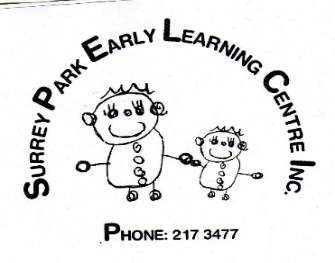 SURREY PARK EARLY LEARNING CENTRE INC.
PHONE: 217 3477